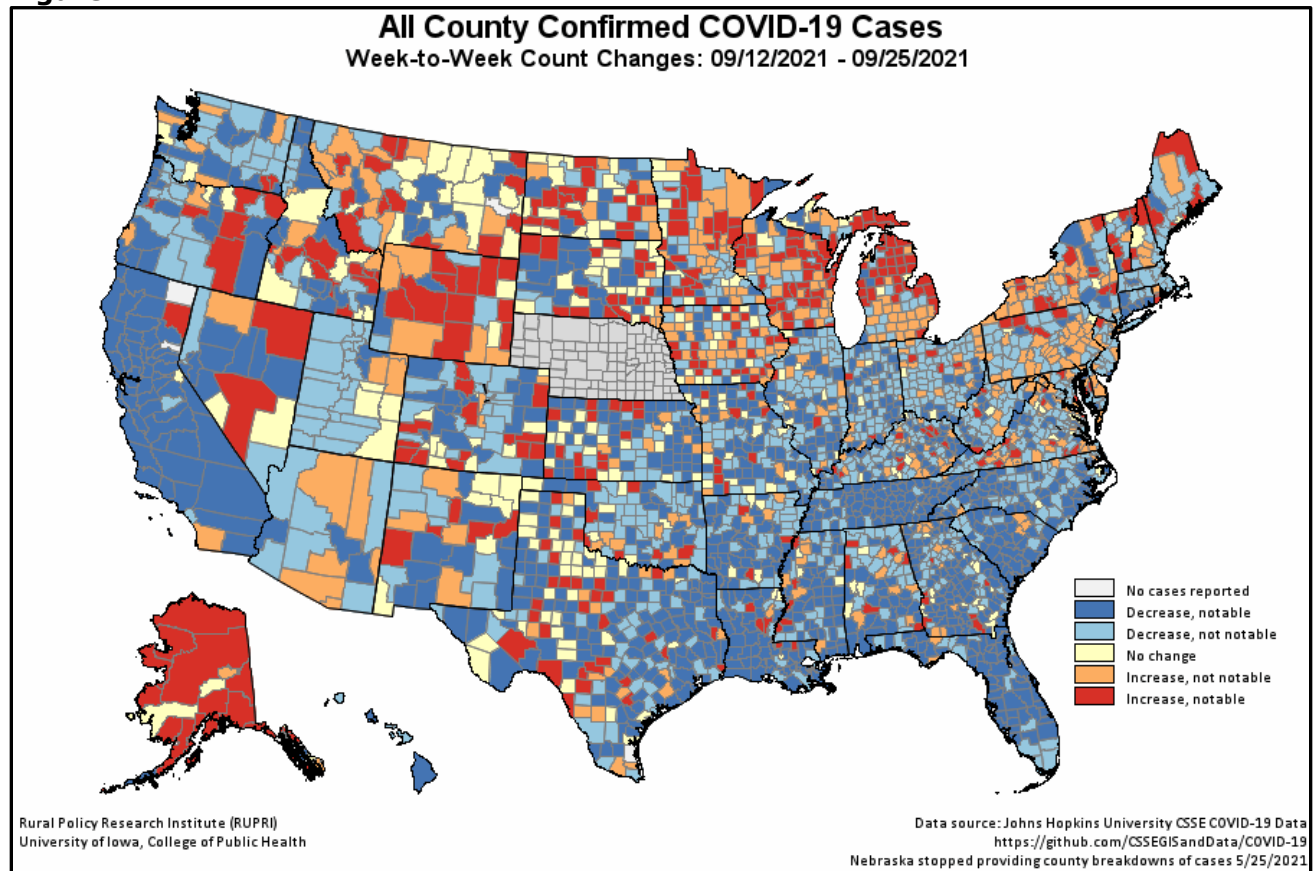 All County Confirmed COVID-19 Cases
Week-to-Week Count Changes: 09/12/2021 - 09/25/2021
No cases reported
Decrease, notable
Decrease, not notable
No change
Increase, not notable
Increase, notable
Rural Policy Research Institute (RUPRI)
University of Iowa, College of Public Health
Data source: Johns Hopkins University CSSE COVID-19 Data
https://github.com/CSSEGISandData/COVID-19
Nebraska stopped providing county breakdowns of cases 5/25/2021